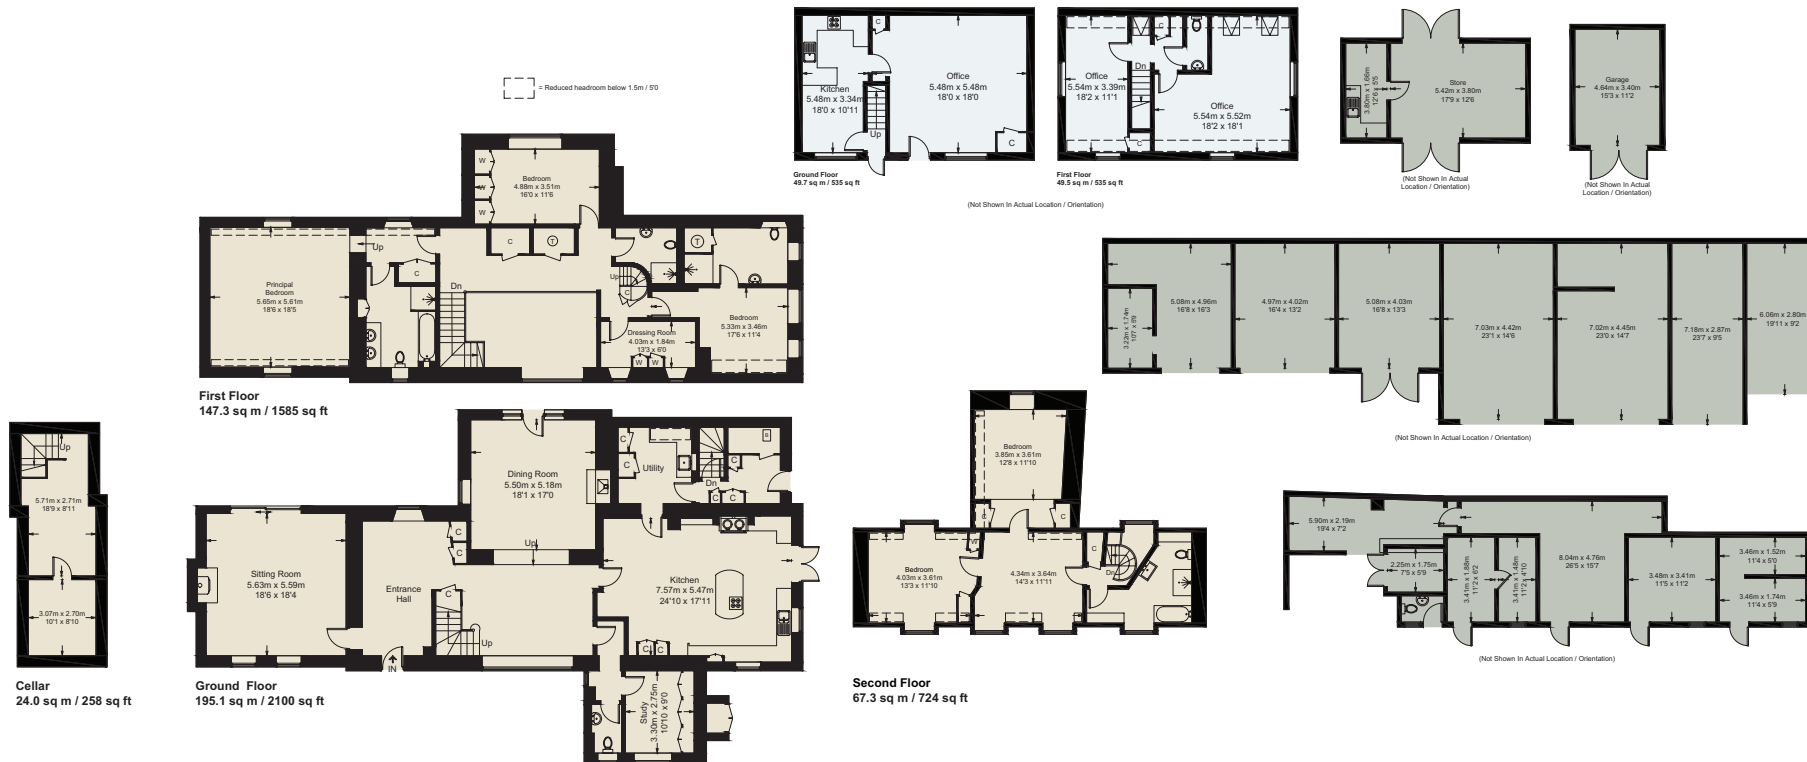 = Reduced headroom below 1.5m / 5'0
C
Kitchen
5.48m x 3.34m
18'0 x 10'11
Office
5.48m x 5.48m
18'0 x 18'0
Up
C
Ground Floor
49.7 sq m / 535 sq ft
C
Dn
Office
5.54m x 3.39m
18'2 x 11'1
Office
5.54m x 5.52m
18'2 x 18'1
C
First Floor
49.5 sq m / 535 sq ft
(Not Shown In Actual Location / Orientation)
3.80m x 1.66m
12'6 x 5'5
Store
5.42m x 3.80m
17'9 x 12'6
(Not Shown In Actual
Location / Orientation)
Garage
4.64m x 3.40m
15'3 x 11'2
(Not Shown In Actual
Location / Orientation)
W
W
W
Bedroom
4.88m x 3.51m
16'0 x 11'6
Up
C
C
T
T
Principal
Bedroom
5.65m x 5.61m
18'6 x 18'5
Dn
Up
C
Bedroom
5.33m x 3.46m
17'6 x 11'4
Dressing Room
4.03m x 1.84m
13'3 x 6'0
W
W
First Floor
147.3 sq m / 1585 sq ft
3.23m x 1.74m
10'7 x 5'9
5.08m x 4.96m
16'8 x 16'3
4.97m x 4.02m
16'4 x 13'2
5.08m x 4.03m
16'8 x 13'3
7.03m x 4.42m
23'1 x 14'6
7.02m x 4.45m
23'0 x 14'7
7.18m x 2.87m
23'7 x 9'5
6.06m x 2.80m
19'11 x 9'2
(Not Shown In Actual Location / Orientation)
Up
5.71m x 2.71m
18'9 x 8'11
3.07m x 2.70m
10'1 x 8'10
Cellar
24.0 sq m / 258 sq ft
Dining Room
5.50m x 5.18m
18'1 x 17'0
Up
C
C
Utility
Dn
C
C
C
B
Sitting Room
5.63m x 5.59m
18'6 x 18'4
Entrance
Hall
C
C
C
Up
IN
Kitchen
7.57m x 5.47m
24'10 x 17'11
C
C
Study
3.30m x 2.75m
10'10 x 9'0
Ground Floor
195.1 sq m / 2100 sq ft
Bedroom
3.85m x 3.61m
12'8 x 11'10
C
C
W
Bedroom
4.03m x 3.61m
13'3 x 11'10
4.34m x 3.64m
14'3 x 11'11
C
Dn
Second Floor
67.3 sq m / 724 sq ft
5.90m x 2.19m
19'4 x 7'2
2.25m x 1.75m
7'5 x 5'9
3.41m x 1.88m
11'2 x 6'2
3.41m x 1.48m
11'2 x 4'10
8.04m x 4.76m
26'5 x 15'7
3.48m x 3.41m
11'5 x 11'2
3.46m x 1.52m
11'4 x 5'0
3.46m x 1.74m
11'4 x 5'9
(Not Shown In Actual Location / Orientation)